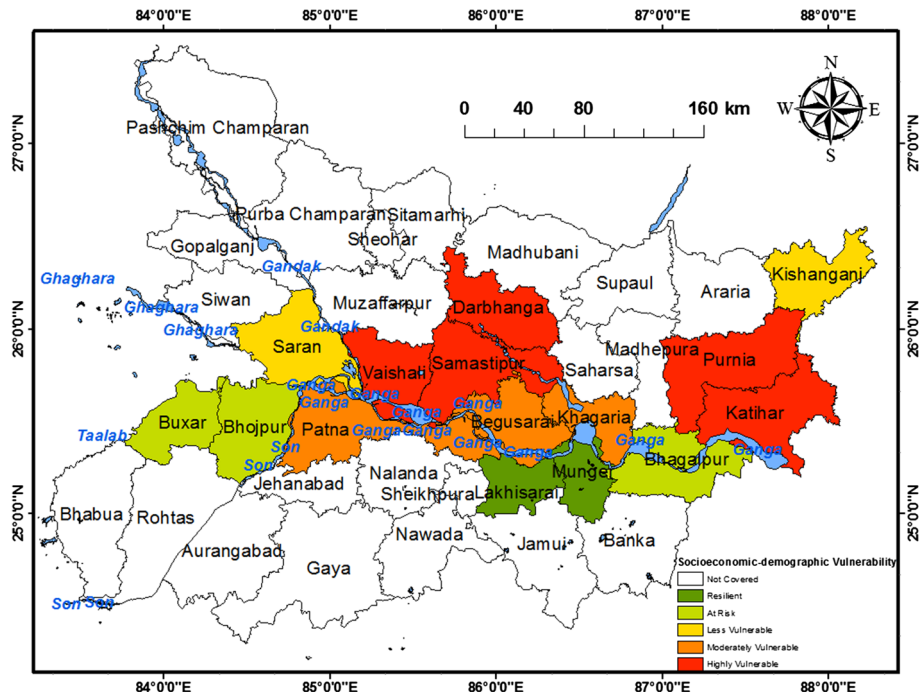 84°0'0"E 85°0'0"E 86°0'0"E 87°0'0"E 88°0'0"E
N
0 40 80 160 km
W E
S
27°0'0"N 27°0'0"N
Pashchim Champaran
Purba Champaran Sitamarhi
Sheohar
Gopalganj
Madhubani
Gandak
Ghaghara
Kishanganj
Supaul
Araria
Siwan
Muzaffarpur
Ghaghara
Darbhanga
26°0'0"N 26°0'0"N
Ghaghara
Gandak
Saran
Madhepura
Purnia
Vaishali
Samastipur
Saharsa
Ganga
Ganga
Ganga
Ganga
Ganga
Katihar
Buxar
Bhojpur
Patna
Begusarai
Khagaria
Taalab
Ganga Ganga
Ganga
Ganga
Ganga
Ganga
Son
Son
Bhagalpur
Munger
Jehanabad
Nalanda
Sheikhpura
Lakhisarai
25°0'0"N 25°0'0"N
Bhabua
Rohtas
Nawada
Jamui
Banka
Aurangabad
Gaya
Son Son
Socioeconomic-demographic Vulnerability
Not Covered
Resilient
At Risk
Less Vulnerable
Moderately Vulnerable
Highly Vulnerable
84°0'0"E 85°0'0"E 86°0'0"E 87°0'0"E 88°0'0"E